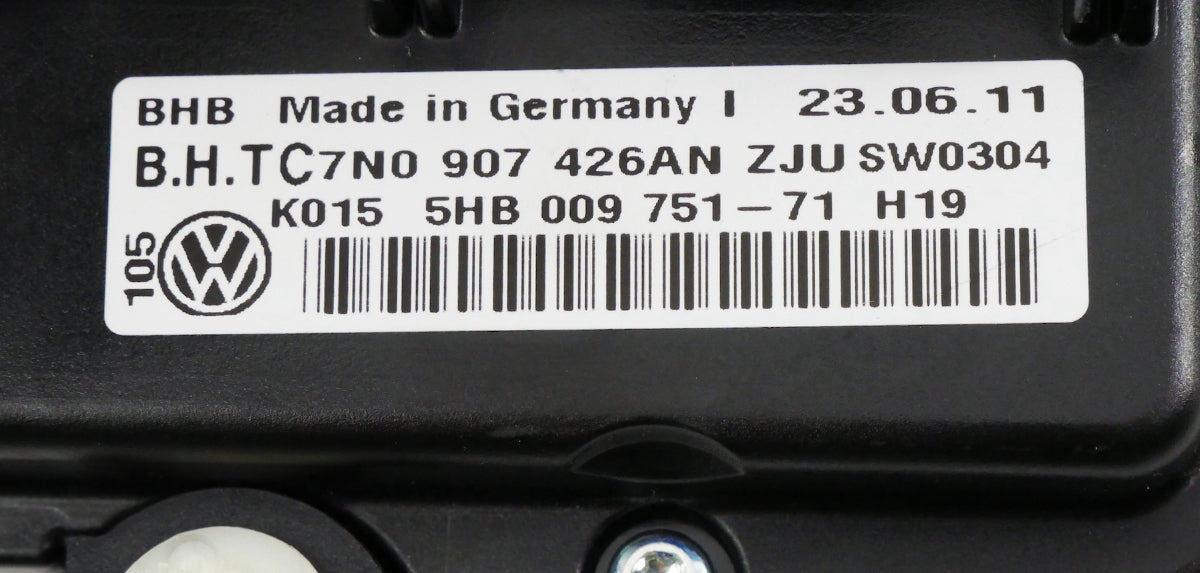 BHB Made in Germany I 23.06.11
B.H.TC7N0 907 426AN ZJU SW0304
K015 5HB 009 751-71 H19
105